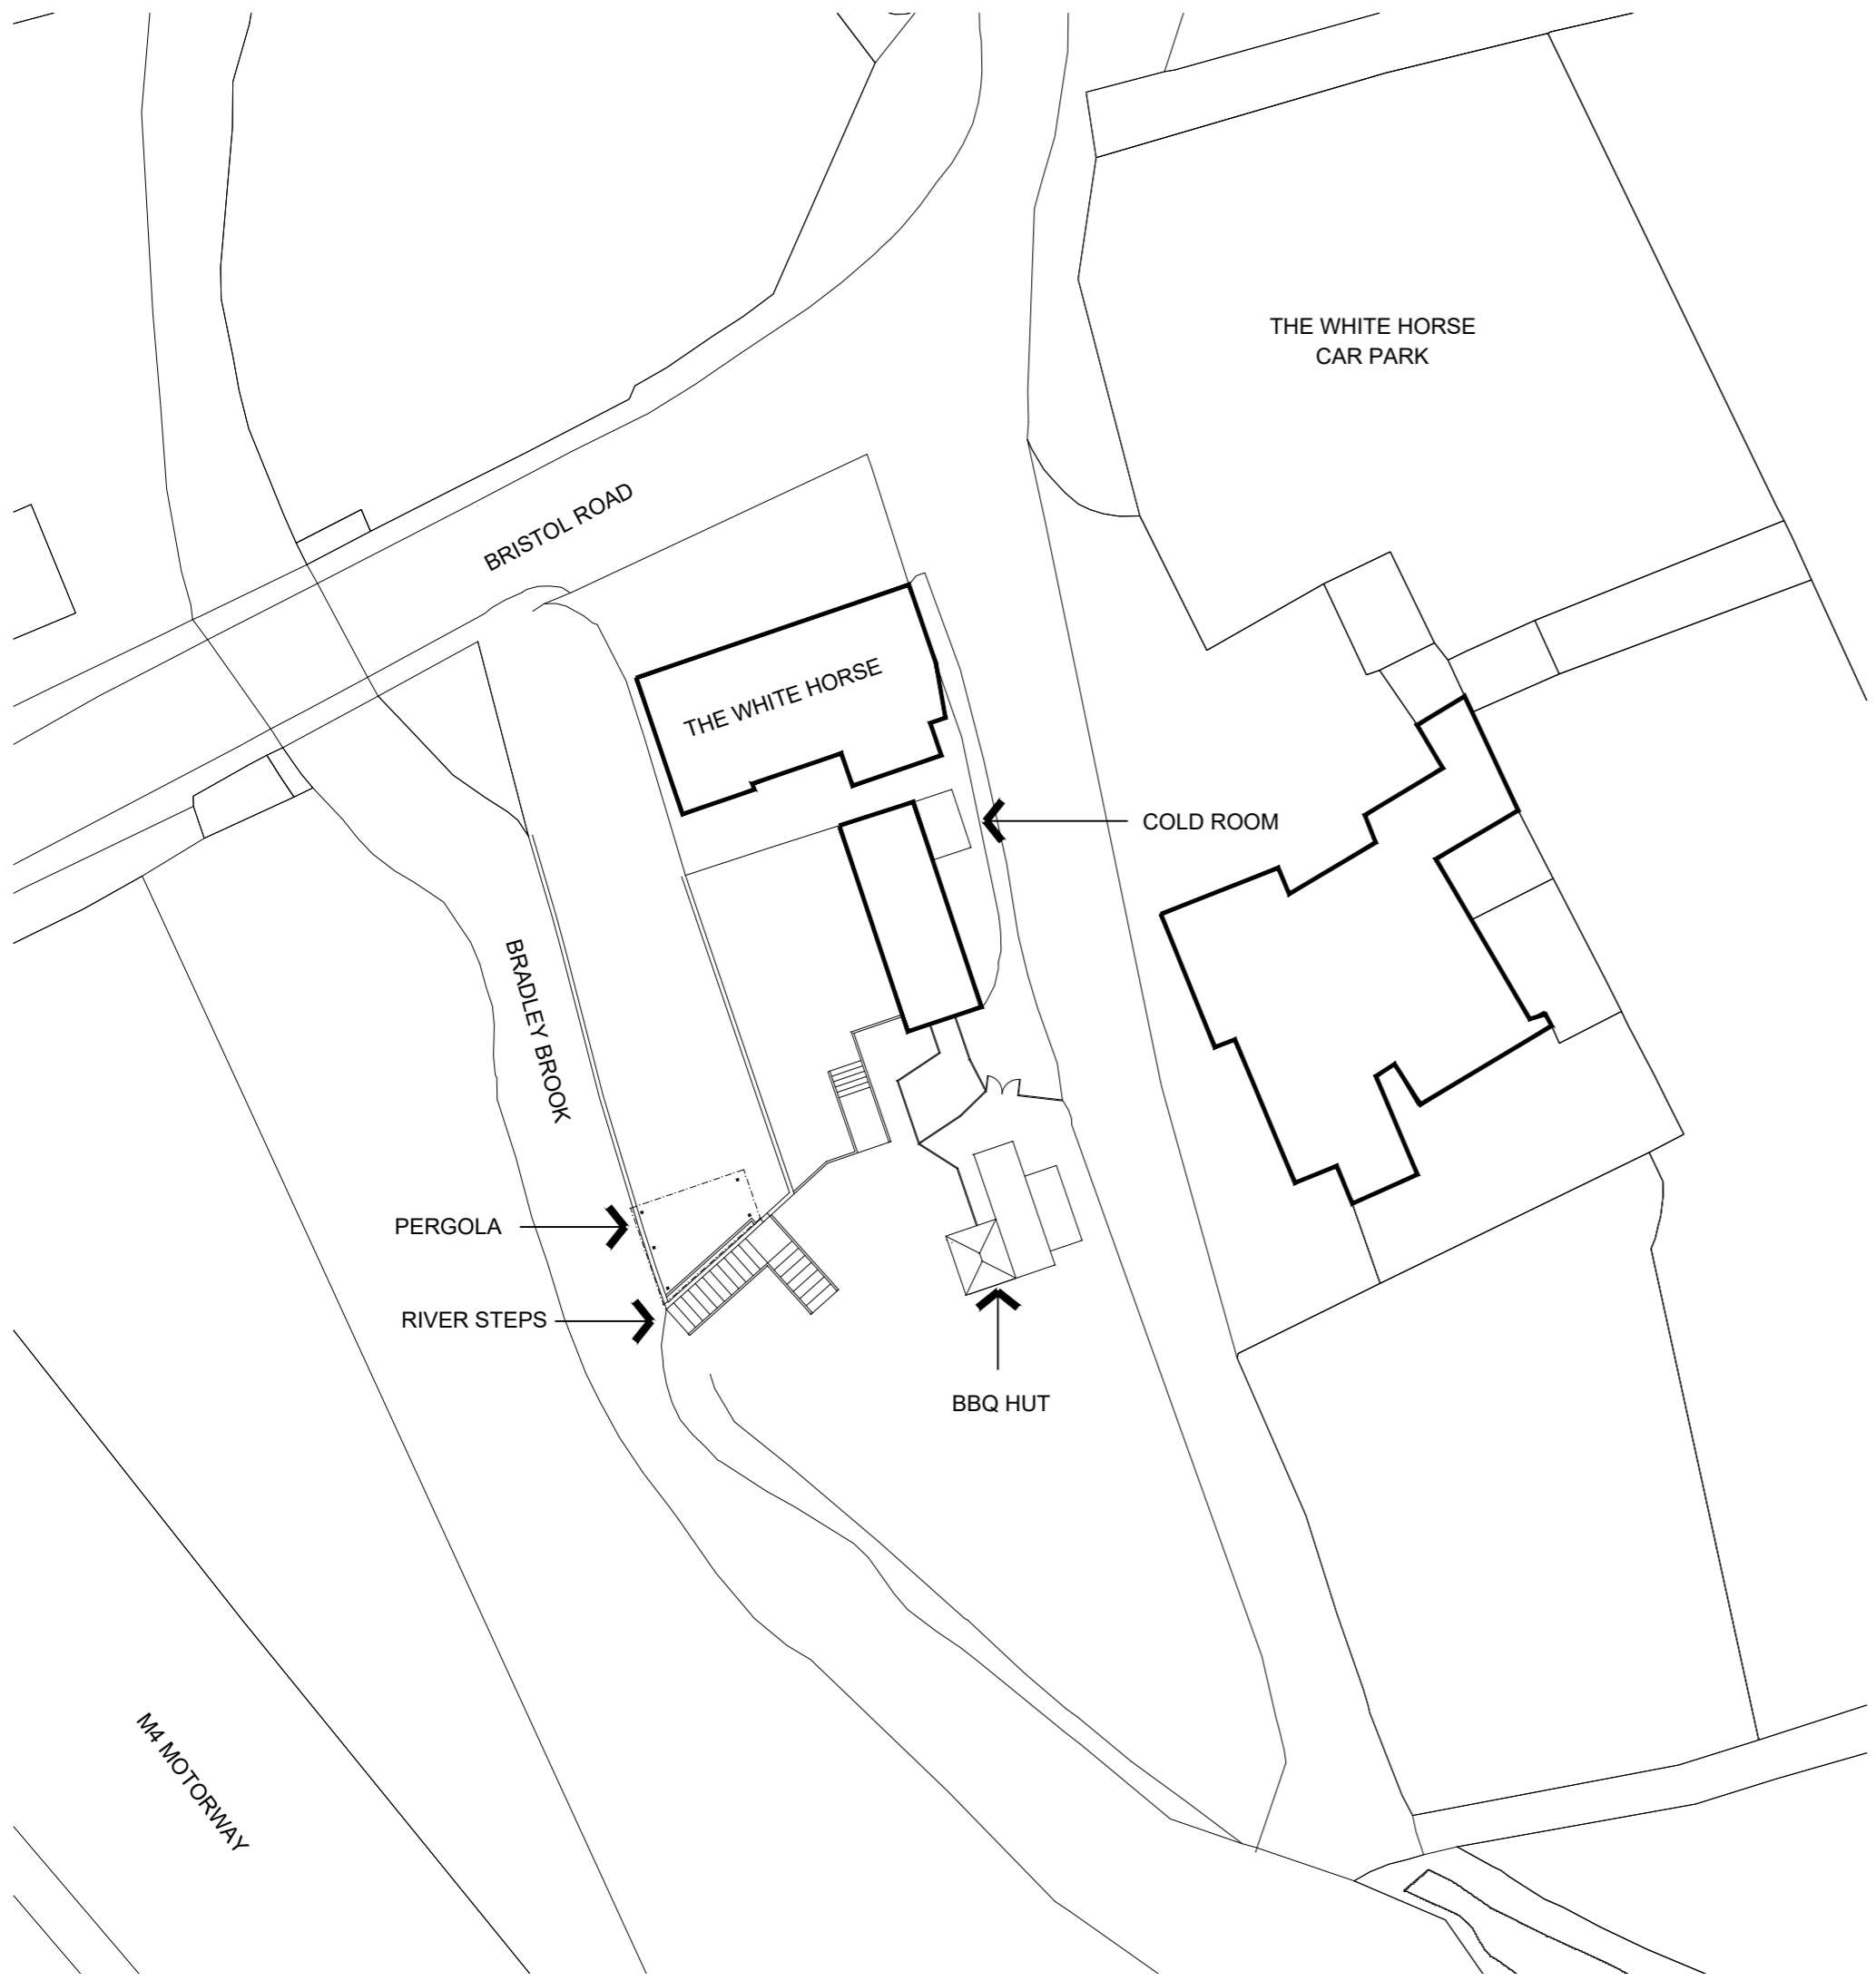 THE WHITE HORSE
CAR PARK
BRISTOL ROAD
THE WHITE HORSE
COLD ROOM
BRADLEY BROOK
PERGOLA
RIVER STEPS
BBQ HUT
M4 MOTORWAY